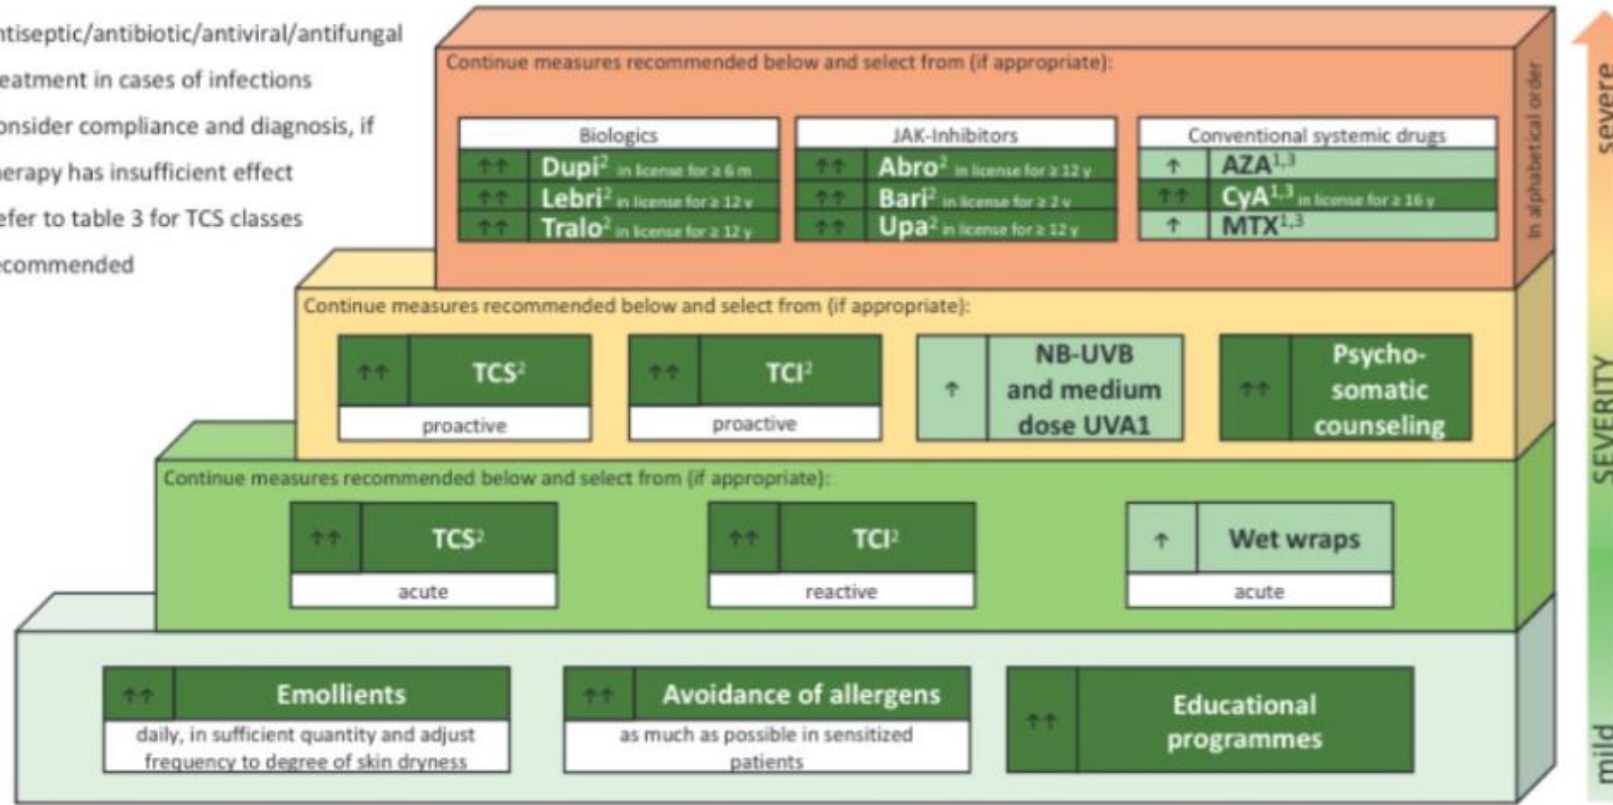 ntiseptic/antibiotic/antiviral/antifungal
eatment in cases of infections
onsider compliance and diagnosis, if
erapy has insufficient effect
efer to table 3 for TCS classes
ecommended
Continue measures recommended below and select from (if appropriate):
Biologics
↑↑ Dupi² in license for ≥ 6 m
↑↑ Lebri² in license for ≥ 12 y
↑↑ Tralo² in license for ≥ 12 y
JAK-Inhibitors
↑↑ Abro² in license for ≥ 12 y
↑↑ Bari² in license for ≥ 2 y
↑↑ Upa² in license for ≥ 12 y
Conventional systemic drugs
↑ AZA¹,³
↑↑ CyA¹,³ in license for ≥ 16 y
↑ MTX¹,³
In alphabetical order
Continue measures recommended below and select from (if appropriate):
↑↑ TCS²
proactive
↑↑ TCI²
proactive
↑ NB-UVB
and medium
dose UVA1
↑↑ Psycho-
somatic
counseling
Continue measures recommended below and select from (if appropriate):
↑↑ TCS²
acute
↑↑ TCI²
reactive
↑ Wet wraps
acute
↑↑ Emollients
daily, in sufficient quantity and adjust
frequency to degree of skin dryness
↑↑ Avoidance of allergens
as much as possible in sensitized
patients
↑↑ Educational
programmes
severe
SEVERITY
mild